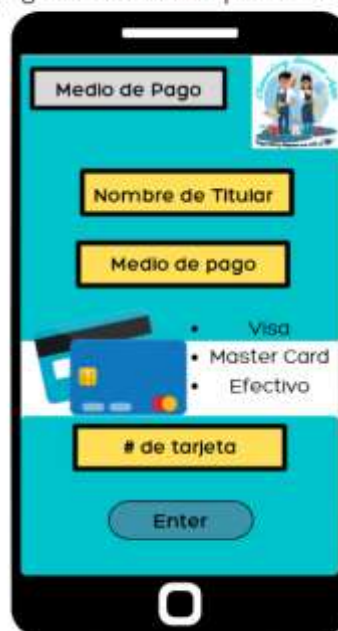 Medio de Pago
Nombre de Titular
Medio de pago
• Visa
• Master Card
• Efectivo
# de tarjeta
Enter